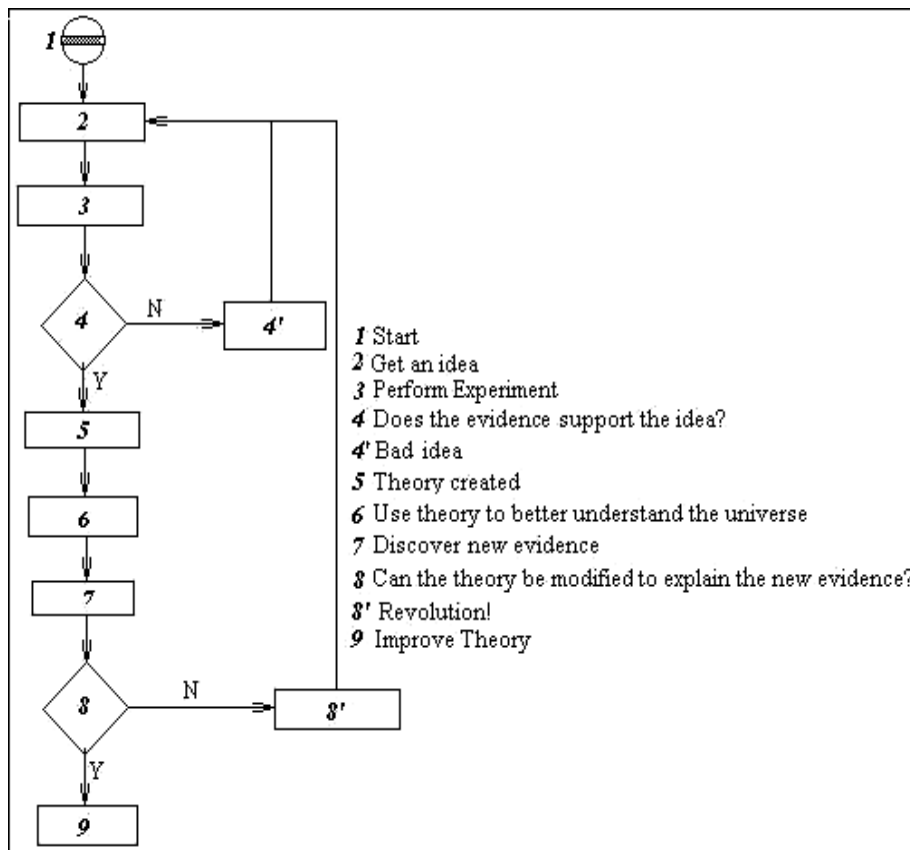 1
2
3
4
N
4'
Y
5
6
7
8
N
8'
Y
9
1 Start
2 Get an idea
3 Perform Experiment
4 Does the evidence support the idea?
4' Bad idea
5 Theory created
6 Use theory to better understand the universe
7 Discover new evidence
8 Can the theory be modified to explain the new evidence?
8' Revolution!
9 Improve Theory